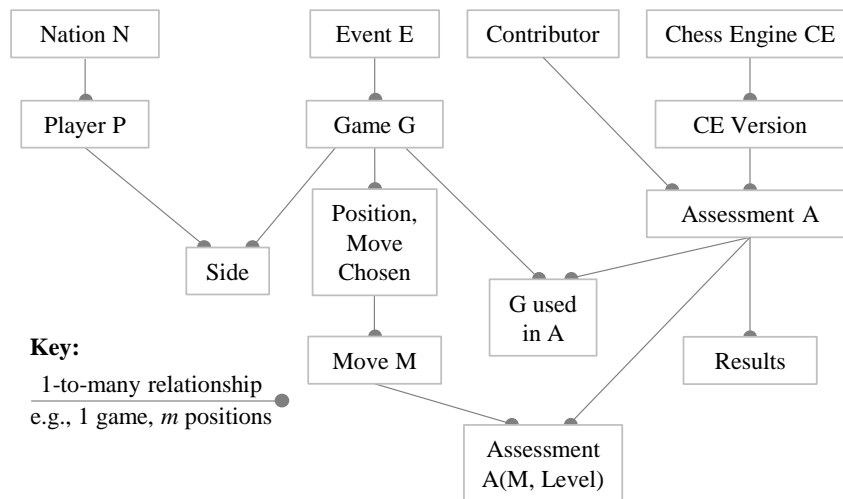 Nation N
Event E
Contributor
Chess Engine CE
Player P
Game G
CE Version
Position,
Move
Chosen
Assessment A
Side
G used
in A
Key:
1-to-many relationship
e.g., 1 game, m positions
Move M
Results
Assessment
A(M, Level)